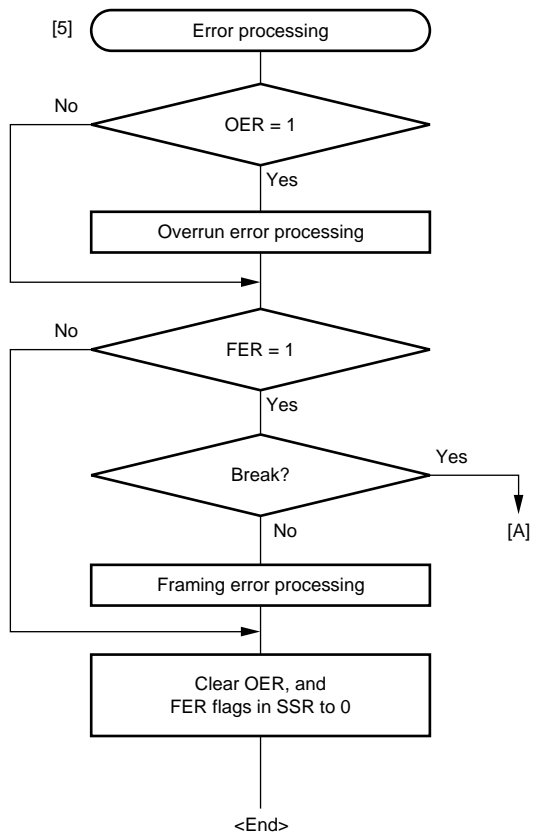 [5]
Error processing
No
OER = 1
Yes
Overrun error processing
No
FER = 1
Yes
Break?
Yes
[A]
No
Framing error processing
Clear OER, and
FER flags in SSR to 0
<End>